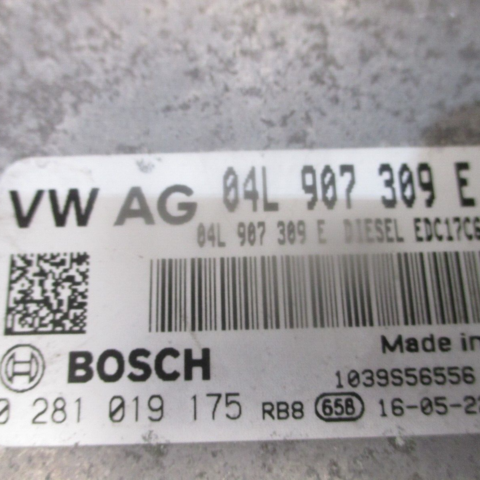 VW AG 04L 907 309 E
04L 907 309 E DIESEL EDC17C6
Made in
BOSCH
1039S56556
0 281 019 175 RB8 658 16-05-2